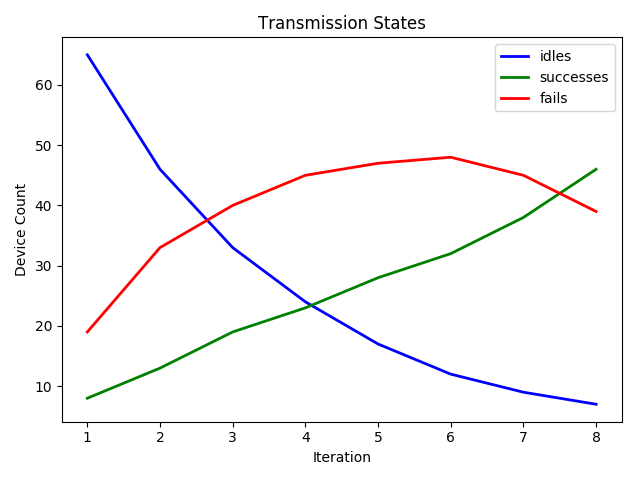 Transmission States
idles
successes
fails
Device Count
60
50
40
30
20
10
1 2 3 4 5 6 7 8
Iteration